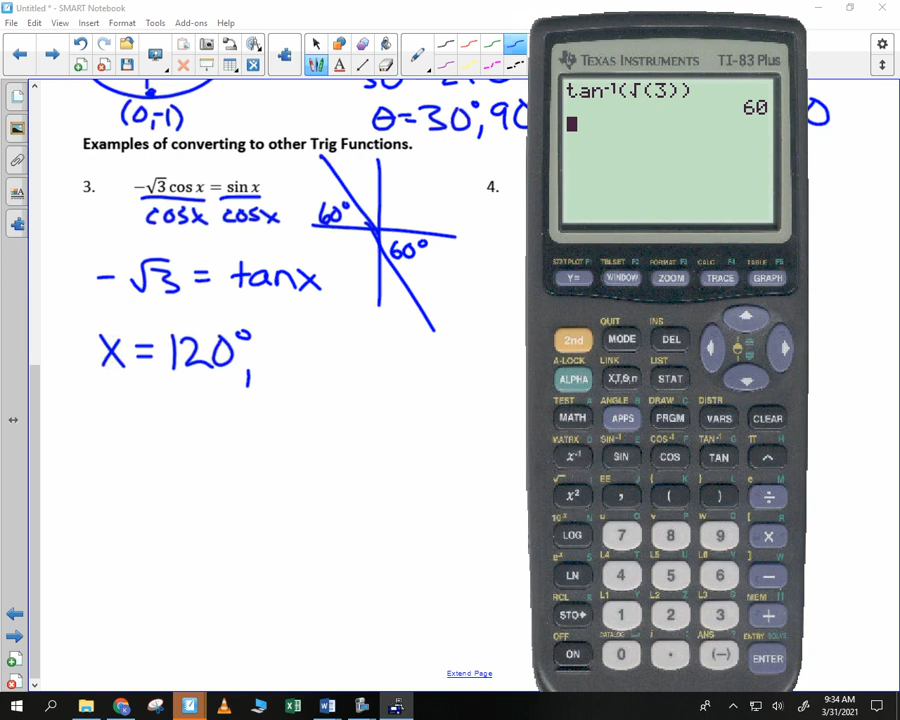 Untitled * - SMART Notebook
File Edit View Insert Format Tools Add-ons Help
(0,-1)
θ=30°,90
Examples of converting to other Trig Functions.
3. -√3 cos x = sin x
cosx cosx
60°
60°
-√3 = tanx
x = 120°,
4.
Extend Page
TEXAS INSTRUMENTS TI-83 Plus
tan⁻¹(√(3))
60
STAT PLOT F1 TBLSET F2 FORMAT F3 CALC F4 TABLE F5
Y= WINDOW ZOOM TRACE GRAPH
QUIT INS
2nd MODE DEL
A-LOCK LINK LIST
ALPHA X,T,Θ,n STAT
TEST A ANGLE B DRAW C DISTR
MATH APPS PRGM VARS CLEAR
MATRX D SIN⁻¹ E COS⁻¹ F TAN⁻¹ G π H
x⁻¹ SIN COS TAN ^
√ I EE J { K } L e M
x² , ( ) ÷
10ˣ N u O v P w Q [ R
LOG 7 8 9 ×
eˣ S L4 T L5 U L6 V ] W
LN 4 5 6 −
RCL X L1 Y L2 Z L3 θ MEM "
STO▸ 1 2 3 +
OFF CATALOG i : ANS ? ENTRY SOLVE
ON 0 . (−) ENTER
9:34 AM
3/31/2021